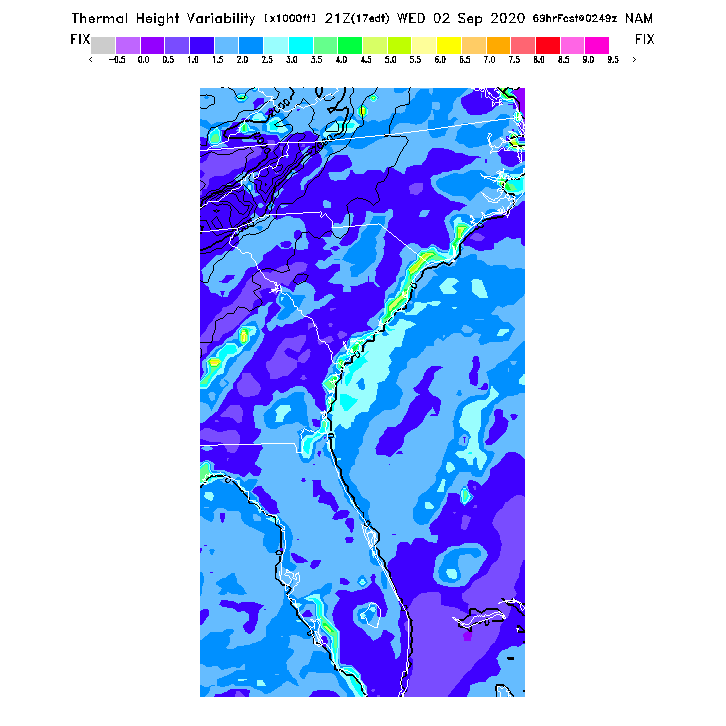 Thermal Height Variability [x1000ft] 21Z(17edt) WED 02 Sep 2020 69hrFcst@0249z NAM
FIX FIX
< -0.5 0.0 0.5 1.0 1.5 2.0 2.5 3.0 3.5 4.0 4.5 5.0 5.5 6.0 6.5 7.0 7.5 8.0 8.5 9.0 9.5 >